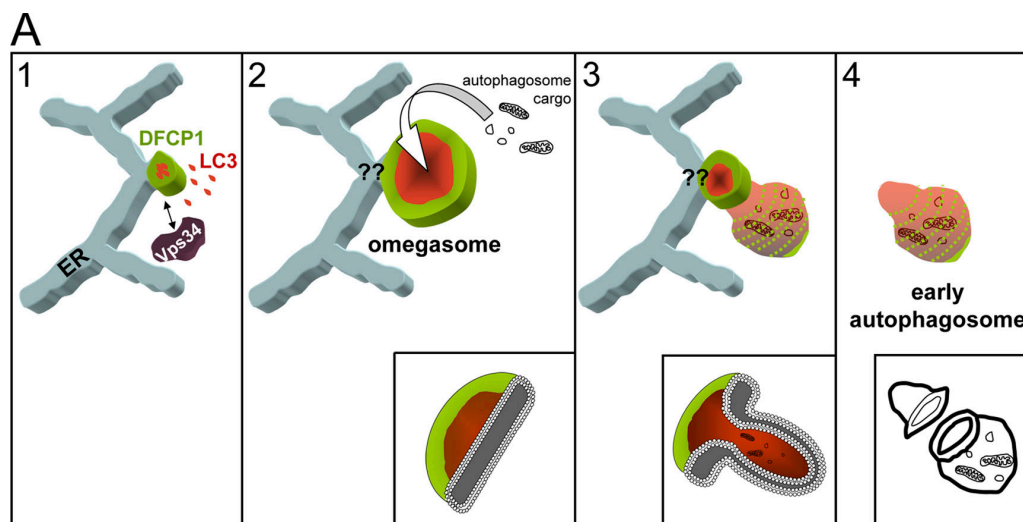 A
1
DFCP1
LC3
Vps34
ER
2
autophagosome
cargo
??
omegasome
3
??
4
early
autophagosome